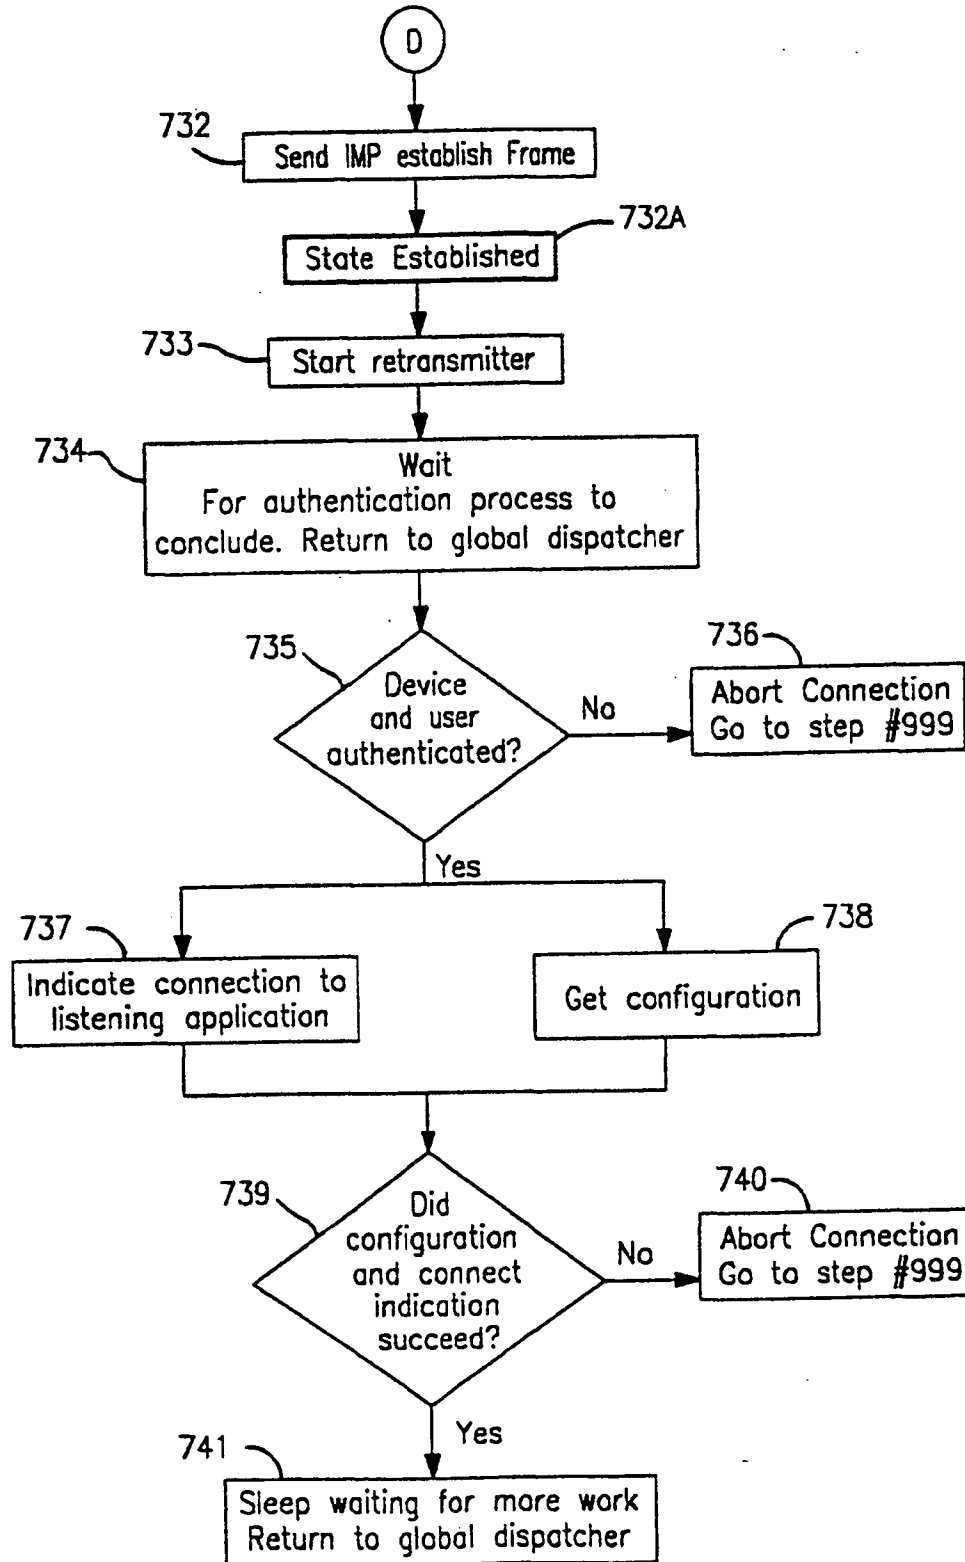 D
732
Send IMP establish Frame
732A
State Established
733
Start retransmitter
734
Wait
For authentication process to
conclude. Return to global dispatcher
735
Device
and user
authenticated?
No
736
Abort Connection
Go to step #999
Yes
737
Indicate connection to
listening application
738
Get configuration
739
Did
configuration
and connect
indication
succeed?
No
740
Abort Connection
Go to step #999
Yes
741
Sleep waiting for more work
Return to global dispatcher